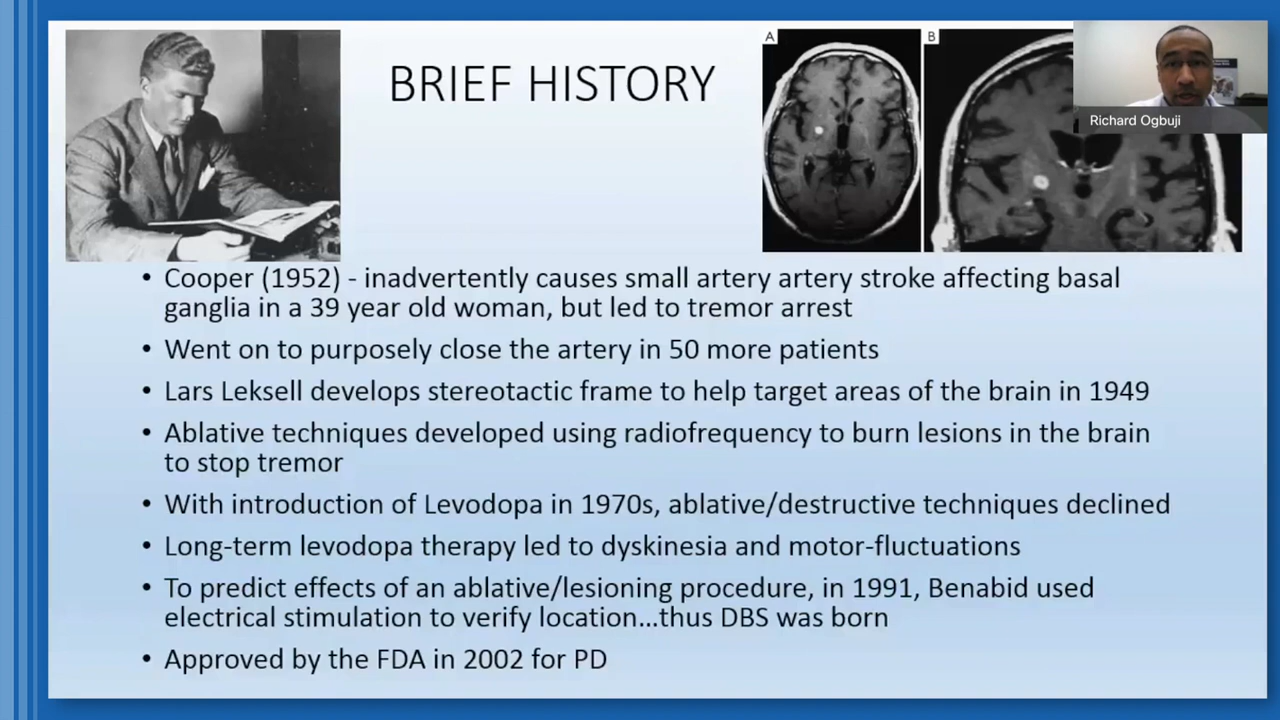 BRIEF HISTORY
A
B
Richard Ogbuji
• Cooper (1952) - inadvertently causes small artery artery stroke affecting basal
ganglia in a 39 year old woman, but led to tremor arrest
• Went on to purposely close the artery in 50 more patients
• Lars Leksell develops stereotactic frame to help target areas of the brain in 1949
• Ablative techniques developed using radiofrequency to burn lesions in the brain
to stop tremor
• With introduction of Levodopa in 1970s, ablative/destructive techniques declined
• Long-term levodopa therapy led to dyskinesia and motor-fluctuations
• To predict effects of an ablative/lesioning procedure, in 1991, Benabid used
electrical stimulation to verify location...thus DBS was born
• Approved by the FDA in 2002 for PD